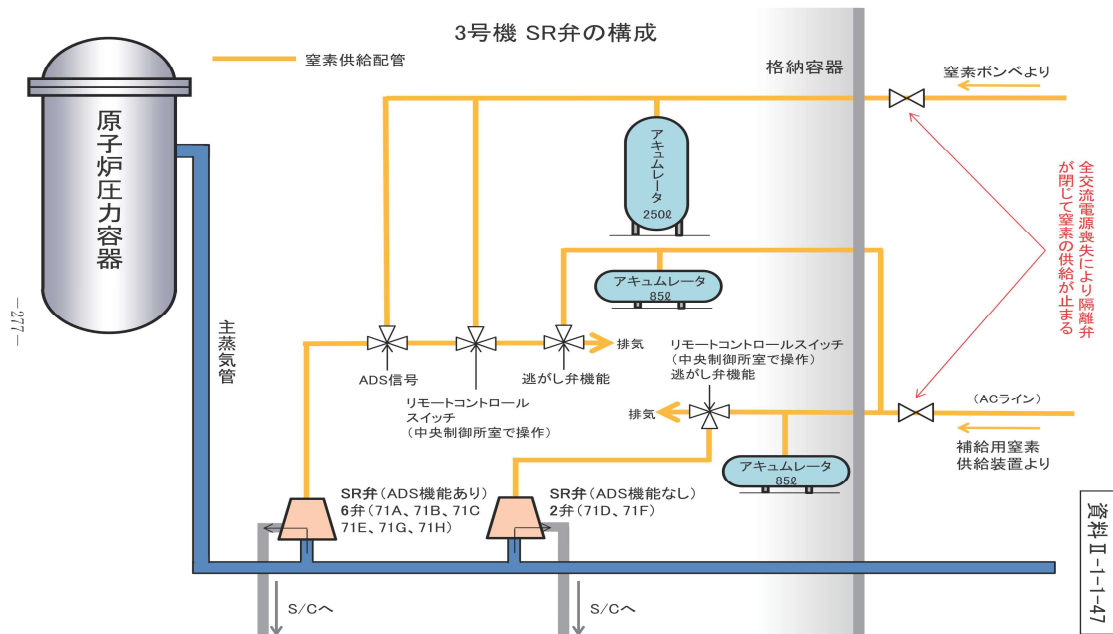 3号機 SR弁の構成
窒素供給配管
格納容器
窒素ボンベより
原子炉圧力容器
アキュムレータ
250ℓ
全交流電源喪失により隔離弁
が閉じて窒素の供給が止まる
アキュムレータ
85ℓ
―277―
主蒸気管
排気
リモートコントロールスイッチ
(中央制御所室で操作)
逃がし弁機能
ADS信号
逃がし弁機能
リモートコントロール
スイッチ
(中央制御所室で操作)
排気
(ACライン)
補給用窒素
供給装置より
アキュムレータ
85ℓ
SR弁(ADS機能あり)
6弁(71A、71B、71C
71E、71G、71H)
SR弁(ADS機能なし)
2弁(71D、71F)
資料Ⅱ-1-1-47
S/Cへ
S/Cへ